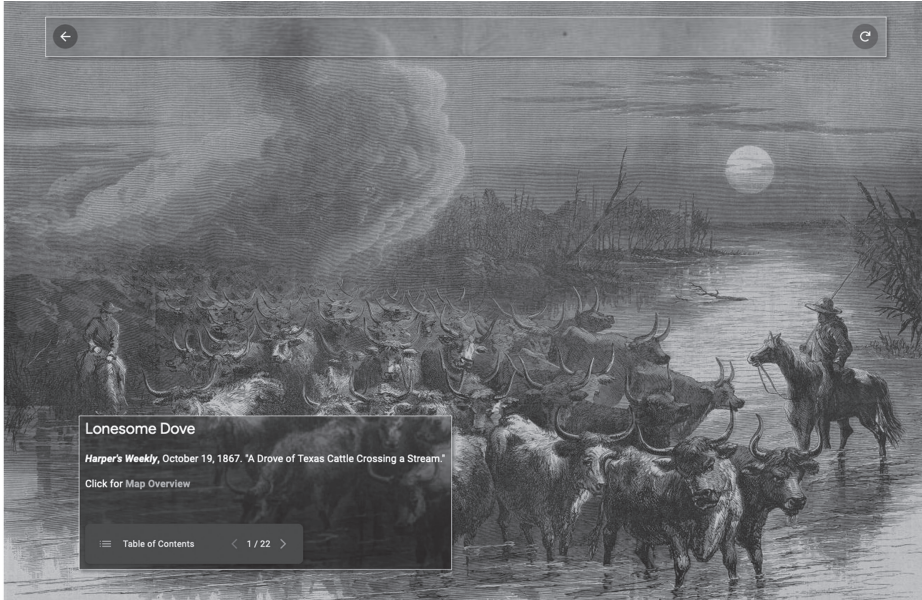 Lonesome Dove
Harper's Weekly, October 19, 1867. "A Drove of Texas Cattle Crossing a Stream."
Click for Map Overview
Table of Contents
1 / 22